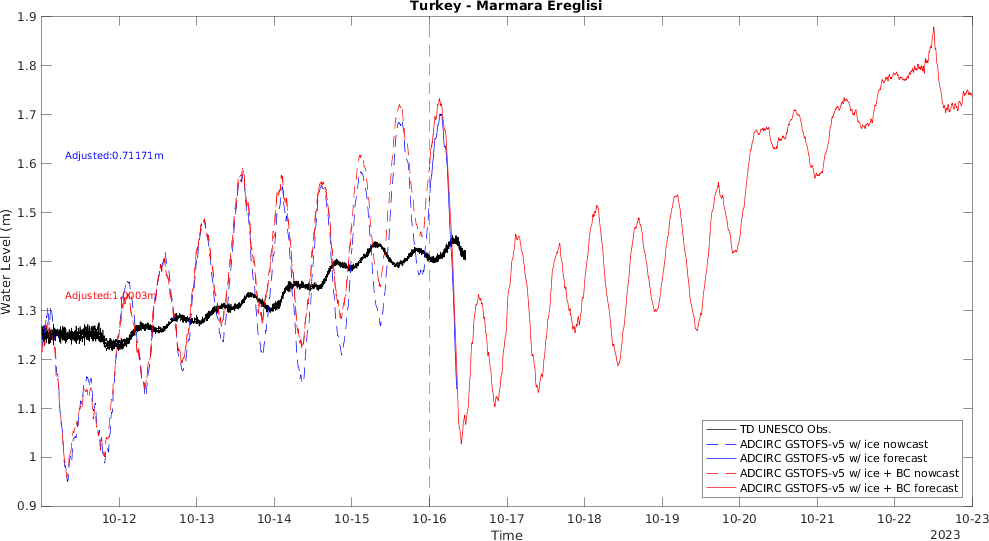 Turkey - Marmara Ereglisi
Water Level (m)
1.9
1.8
1.7
1.6
1.5
1.4
1.3
1.2
1.1
1
0.9
Adjusted:0.71171m
Adjusted:1.0003m
TD UNESCO Obs.
ADCIRC GSTOFS-v5 w/ ice nowcast
ADCIRC GSTOFS-v5 w/ ice forecast
ADCIRC GSTOFS-v5 w/ ice + BC nowcast
ADCIRC GSTOFS-v5 w/ ice + BC forecast
10-12 10-13 10-14 10-15 10-16 10-17 10-18 10-19 10-20 10-21 10-22 10-23
Time
2023